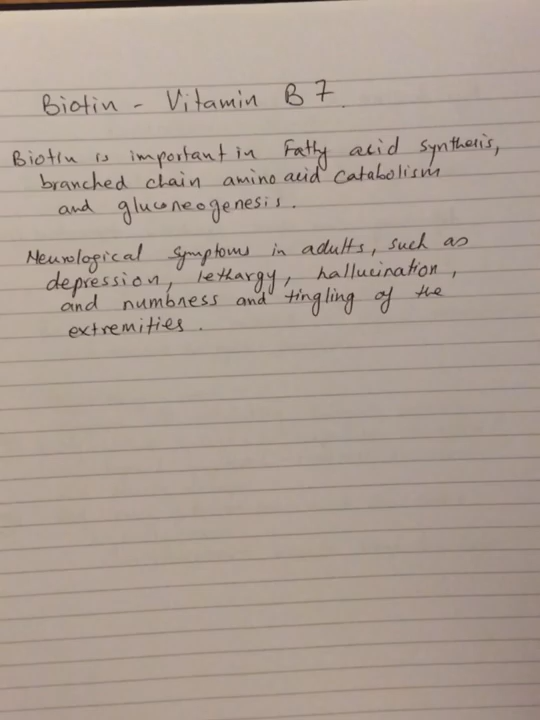 Biotin - Vitamin B7.
Biotin is important in Fatty acid synthesis,
branched chain amino acid catabolism
and gluconeogenesis.
Neurological symptoms in adults, such as
depression, lethargy, hallucination,
and numbness and tingling of the
extremities.